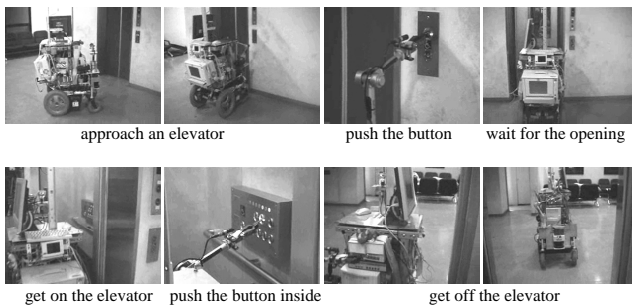 approach an elevator
push the button
wait for the opening
get on the elevator
push the button inside
get off the elevator